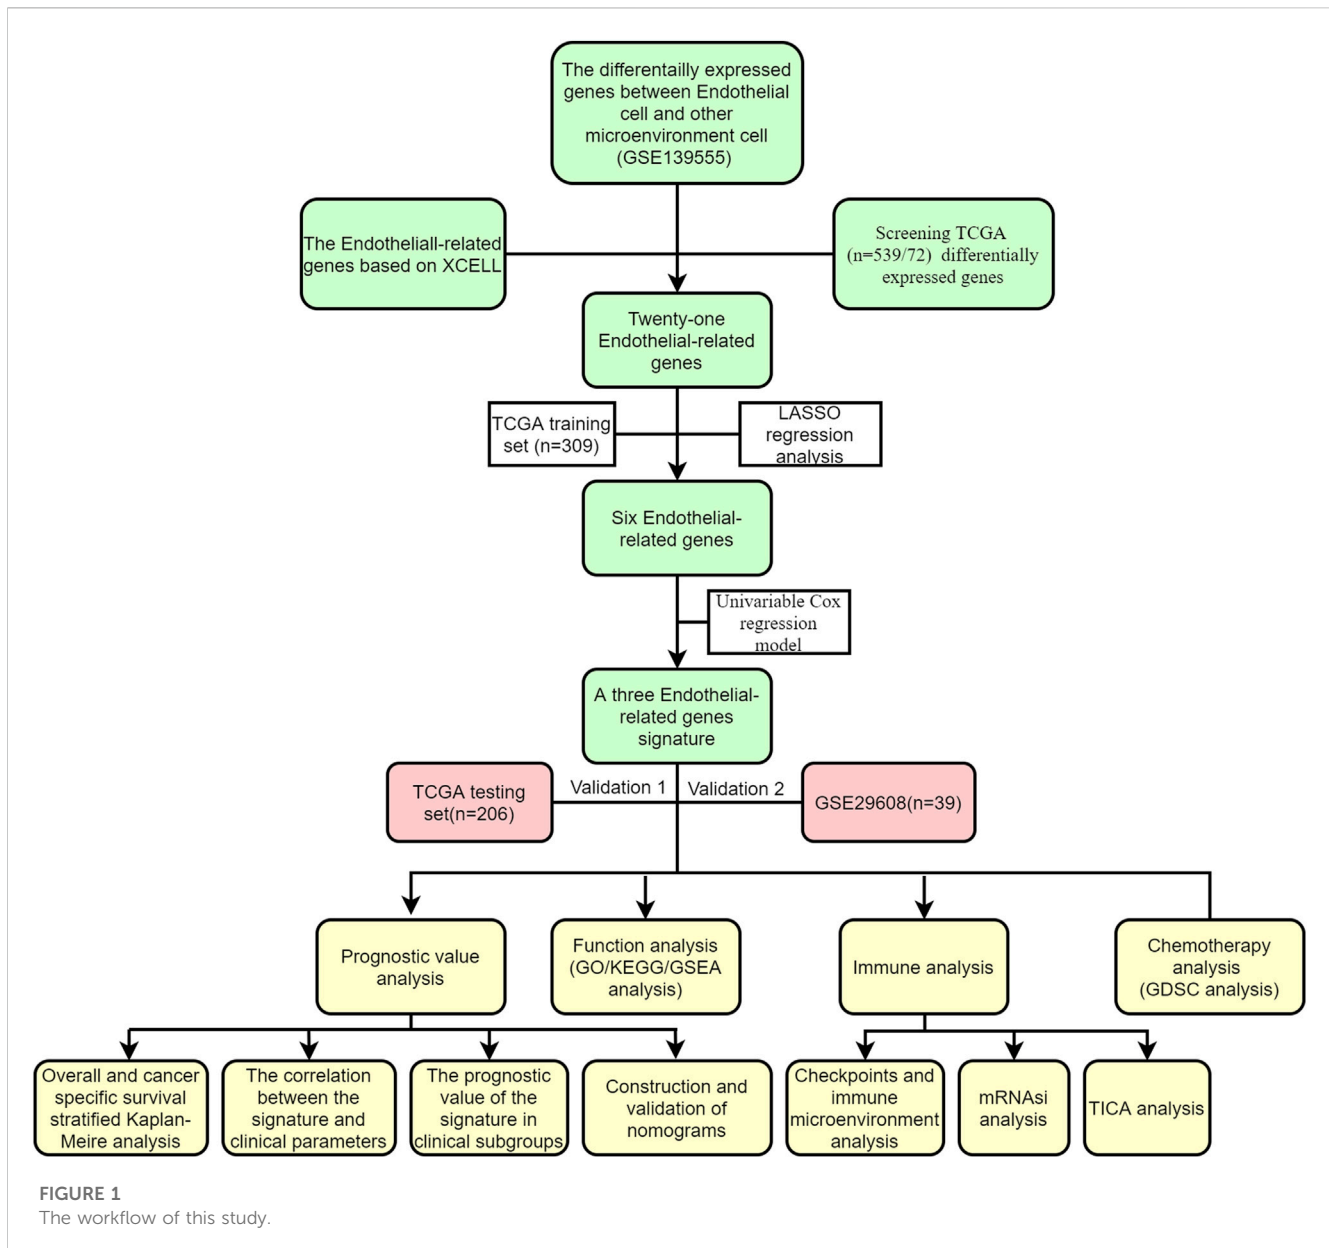 The differentailly expressed
genes between Endothelial
cell and other
microenvironment cell
(GSE139555)
The Endotheliall-related
genes based on XCELL
Screening TCGA
(n=539/72) differentially
expressed genes
Twenty-one
Endothelial-related
genes
TCGA training
set (n=309)
LASSO
regression
analysis
Six Endothelial-
related genes
Univariable Cox
regression
model
A three Endothelial-
related genes
signature
TCGA testing
set(n=206)
Validation 1
Validation 2
GSE29608(n=39)
Prognostic value
analysis
Function analysis
(GO/KEGG/GSEA
analysis)
Immune analysis
Chemotherapy
analysis
(GDSC analysis)
Overall and cancer
specific survival
stratified Kaplan-
Meire analysis
The correlation
between the
signature and
clinical parameters
The prognostic
value of the
signature in
clinical subgroups
Construction and
validation of
nomograms
Checkpoints and
immune
microenvironment
analysis
mRNAsi
analysis
TICA analysis
FIGURE 1
The workflow of this study.